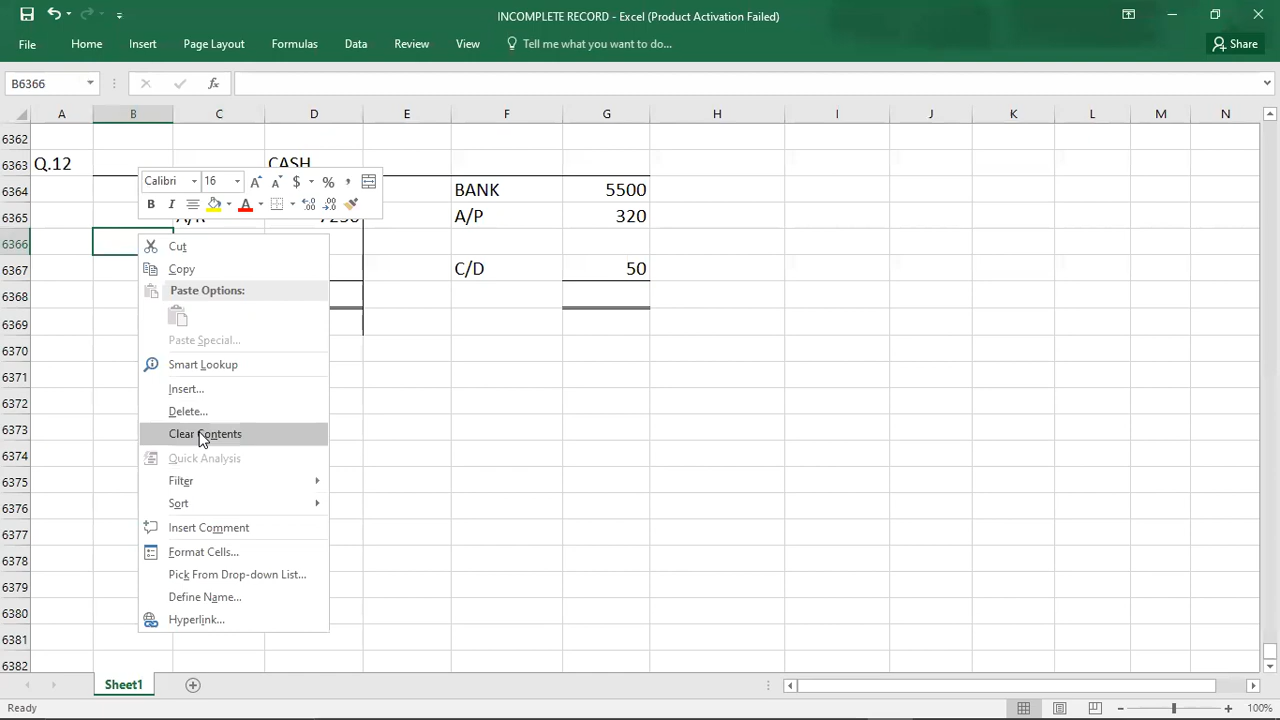 INCOMPLETE RECORD - Excel (Product Activation Failed)
File Home Insert Page Layout Formulas Data Review View Tell me what you want to do... Share
B6366 fx
A B C D E F G H I J K L M N
6362
6363 Q.12 CASH
Calibri 16 $ % ,
6364 BANK 5500
B I A .00
6365 A/P 320
6366
Cut
6367 Copy C/D 50
Paste Options:
6368
6369
Paste Special...
6370
Smart Lookup
6371
Insert...
6372
Delete...
6373 Clear Contents
6374 Quick Analysis
6375 Filter
6376 Sort
6377 Insert Comment
6378 Format Cells...
6379 Pick From Drop-down List...
6380 Define Name...
Hyperlink...
6381
6382
Sheet1
Ready 100%